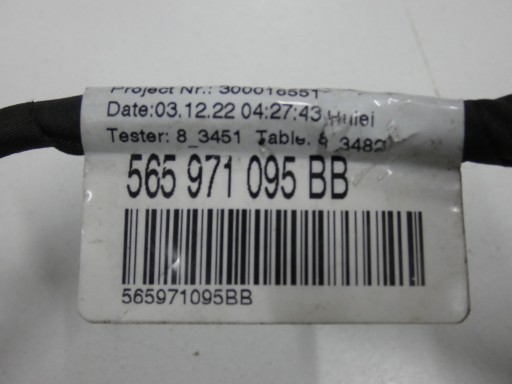 Project Nr.: 300016551
Date:03.12.22 04:27:43
Tester: 8_3451 Table: 8_3482
565 971 095 BB
565971095BB